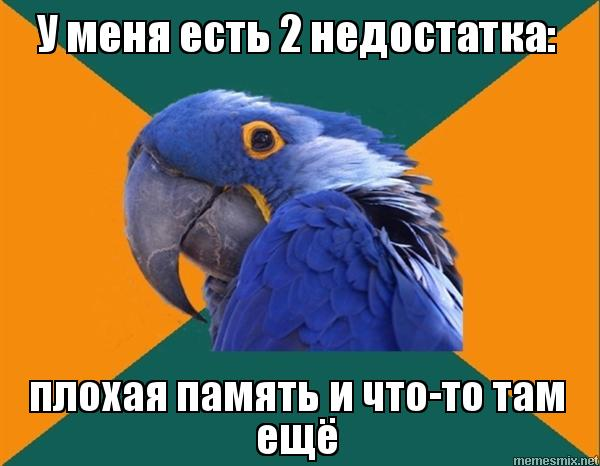 У меня есть 2 недостатка:
плохая память и что-то там
ещё
memesmix.net